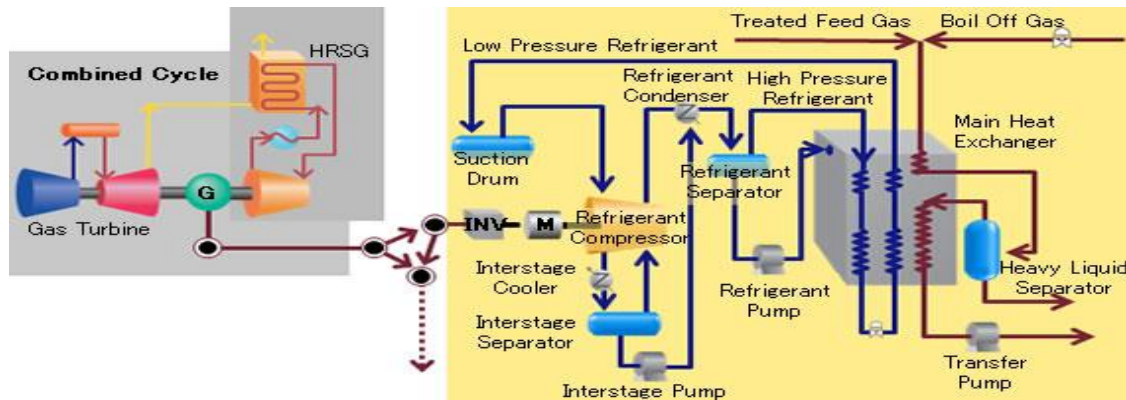 Treated Feed Gas
Boil Off Gas
HRSG
Low Pressure Refrigerant
Combined Cycle
Refrigerant
Condenser
High Pressure
Refrigerant
Main Heat
Exchanger
Suction
Drum
Refrigerant
Separator
G
Gas Turbine
INV
M
Refrigerant
Compressor
Interstage
Cooler
Heavy Liquid
Separator
Refrigerant
Pump
Interstage
Separator
Transfer
Pump
Interstage Pump